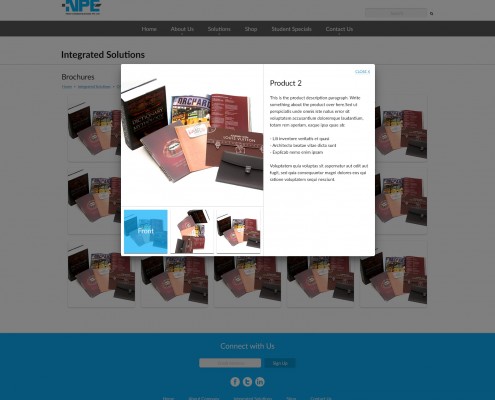 NPE
Home About Us Solutions Shop Student Specials Contact Us
Integrated Solutions
Brochures
Home > Integrated Solutions >
CLOSE X
Product 2
This is the product description paragraph. Write
something about the product over here Sed ut
perspiciatis unde omnis iste natus error sit
voluptatem accusantium doloremque laudantium,
totam rem aperiam, eaque ipsa quae ab:
- Lili inventore veritatis et quasi
- Architecto beatae vitae dicta sunt
- Explicab nemo enim ipsam
Voluptatem quia voluptas sit aspernatur aut odit aut
fugit, sed quia consequuntur magni dolores eos qui
ratione voluptatem sequi nesciunt.
Front
Connect with Us
Sign Up
Home About Company Integrated Solutions Shop Contact Us